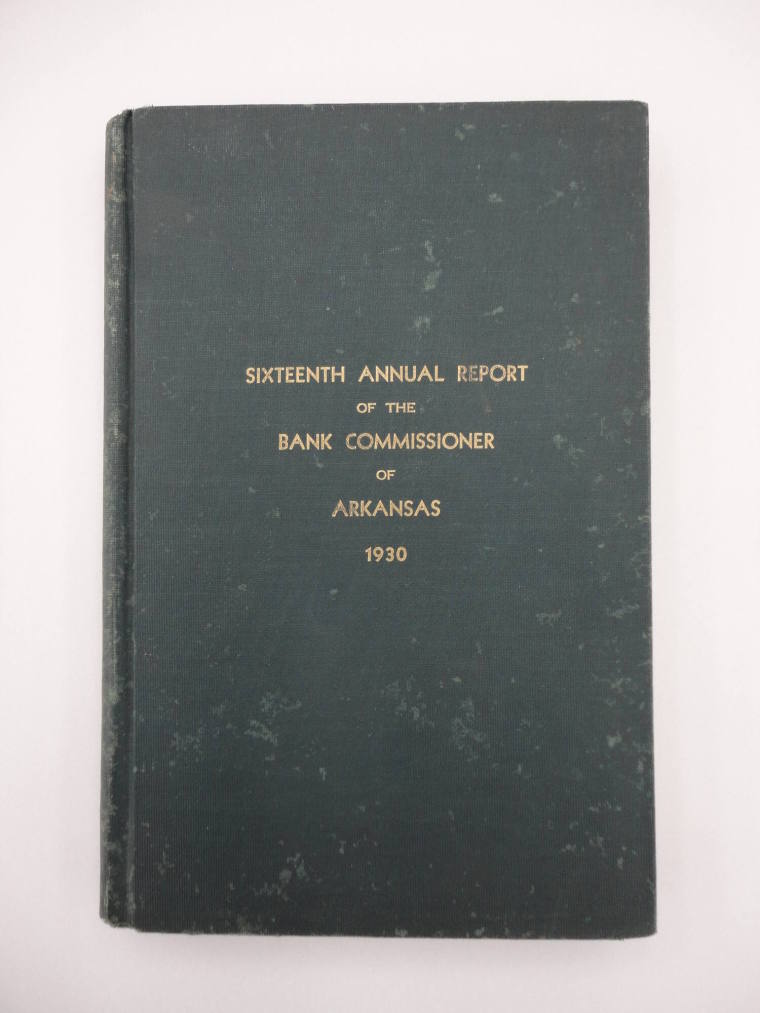 SIXTEENTH ANNUAL REPORT
OF THE
BANK COMMISSIONER
OF
ARKANSAS
1930